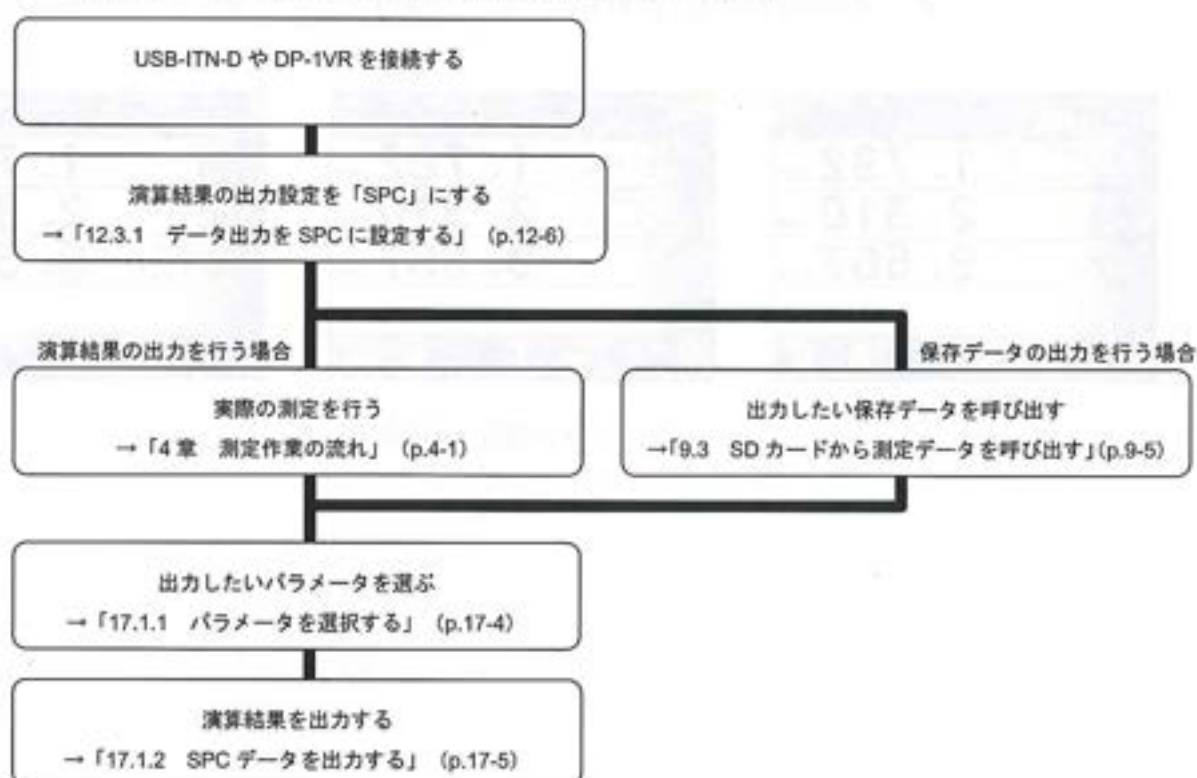 USB-ITN-D や DP-1VR を接続する
演算結果の出力設定を「SPC」にする
→「12.3.1 データ出力を SPC に設定する」 (p.12-6)
演算結果の出力を行う場合
保存データの出力を行う場合
実際の測定を行う
→「4 章 測定作業の流れ」 (p.4-1)
出力したい保存データを呼び出す
→「9.3 SD カードから測定データを呼び出す」(p.9-5)
出力したいパラメータを選ぶ
→「17.1.1 パラメータを選択する」 (p.17-4)
演算結果を出力する
→「17.1.2 SPC データを出力する」 (p.17-5)